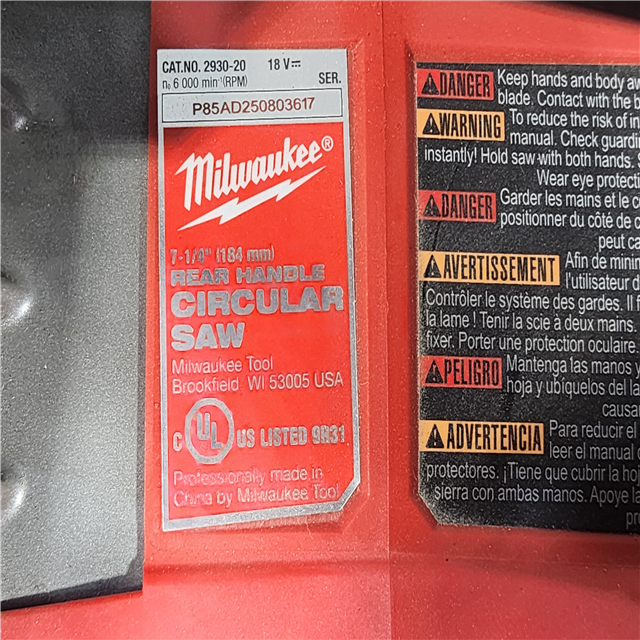 CAT.NO. 2930-20 18 V⎓
n₀ 6 000 min⁻¹(RPM) SER.
P85AD250803617
Milwaukee®
7-1/4" (184 mm)
REAR HANDLE
CIRCULAR
SAW
Milwaukee Tool
Brookfield WI 53005 USA
C UL® US LISTED 9B31
Professionally made in
China by Milwaukee Tool
DANGER Keep hands and body aw
blade. Contact with the b
WARNING To reduce the risk of in
manual. Check guardi
instantly! Hold saw with both hands. S
Wear eye protecti
DANGER Garder les mains et le c
positionner du côté de c
peut ca
AVERTISSEMENT Afin de minim
l'utilisateur d
Contrôler le système des gardes. Il f
la lame ! Tenir la scie à deux mains.
fixer. Porter une protection oculaire.
PELIGRO Mantenga las manos y
hoja y ubíquelos del la
causar
ADVERTENCIA Para reducir el
leer el manual d
protectores. ¡Tiene que cubrir la hoj
sierra con ambas manos. Apoye l
pr